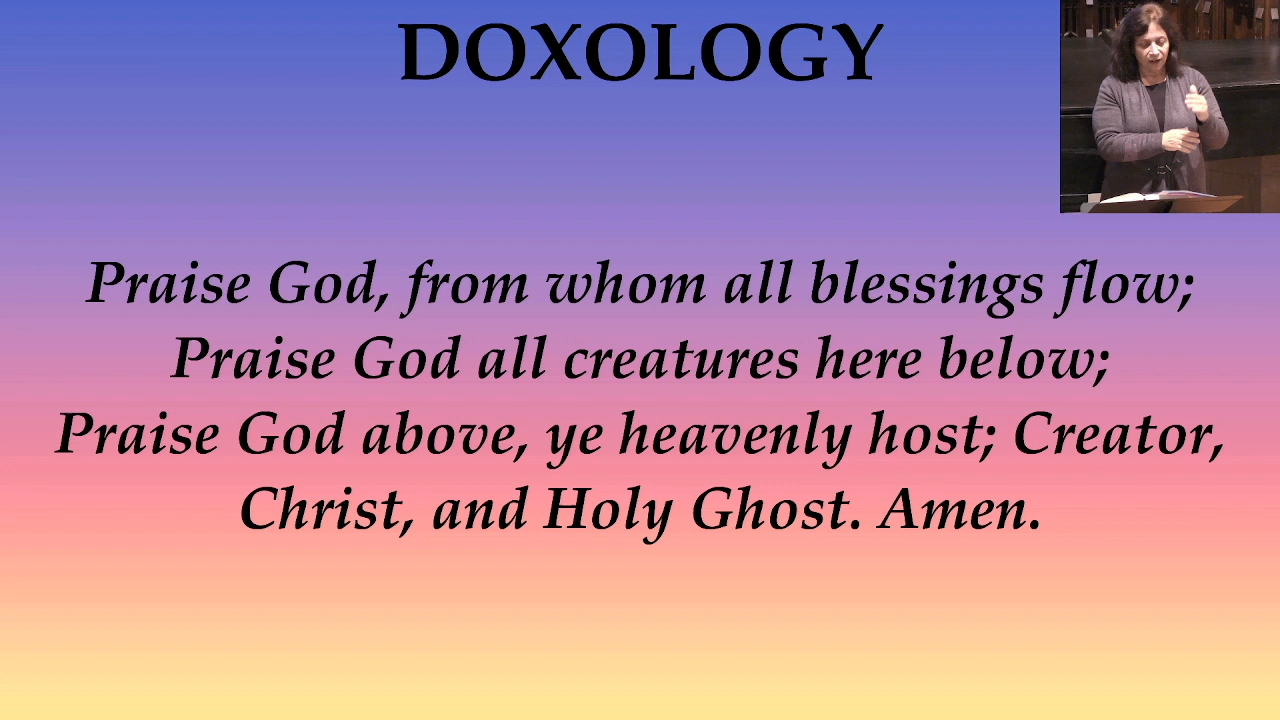 DOXOLOGY
Praise God, from whom all blessings flow;
Praise God all creatures here below;
Praise God above, ye heavenly host; Creator,
Christ, and Holy Ghost. Amen.